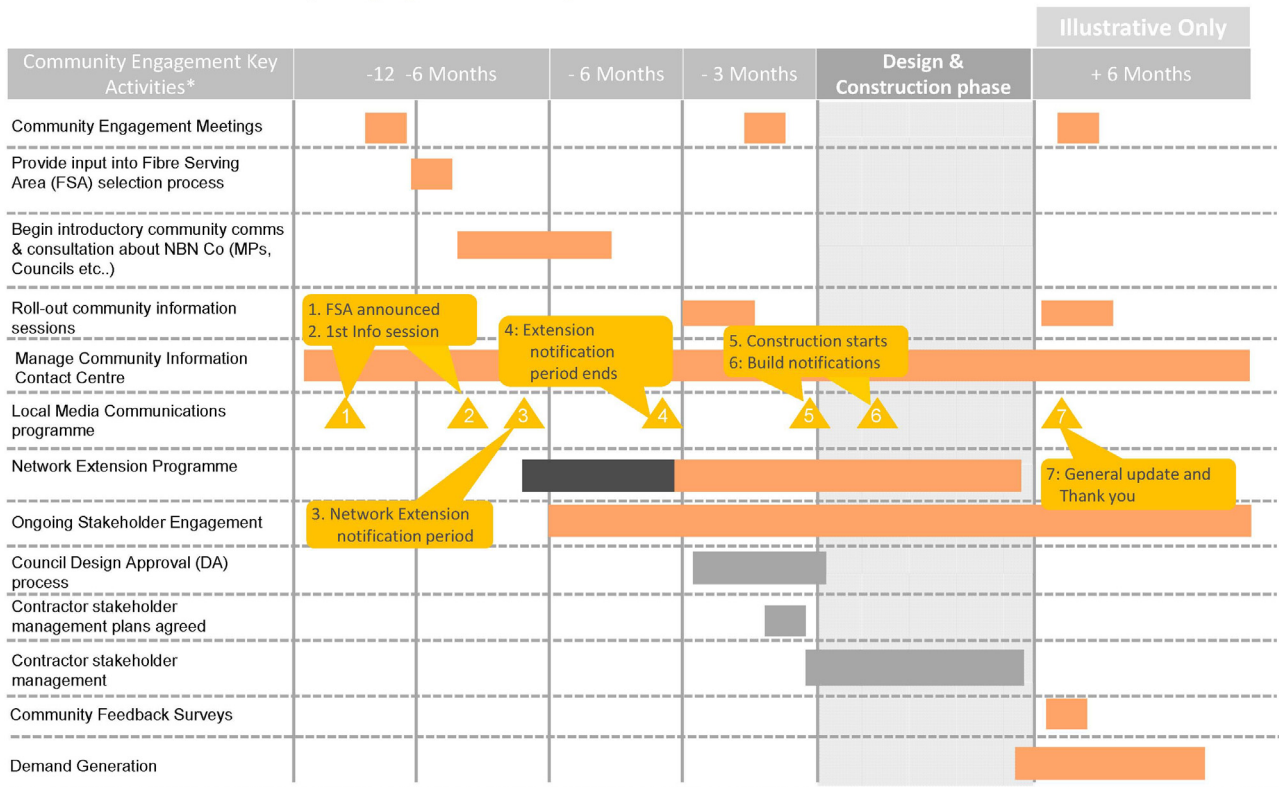 Illustrative Only
Community Engagement Key
Activities*
-12 -6 Months
- 6 Months
- 3 Months
Design &
Construction phase
+ 6 Months
Community Engagement Meetings
Provide input into Fibre Serving
Area (FSA) selection process
Begin introductory community comms
& consultation about NBN Co (MPs,
Councils etc..)
Roll-out community information
sessions
1. FSA announced
2. 1st Info session
4: Extension
notification
period ends
5. Construction starts
6: Build notifications
Manage Community Information
Contact Centre
Local Media Communications
programme
1
2
3
4
5
6
7
Network Extension Programme
7: General update and
Thank you
3. Network Extension
notification period
Ongoing Stakeholder Engagement
Council Design Approval (DA)
process
Contractor stakeholder
management plans agreed
Contractor stakeholder
management
Community Feedback Surveys
Demand Generation